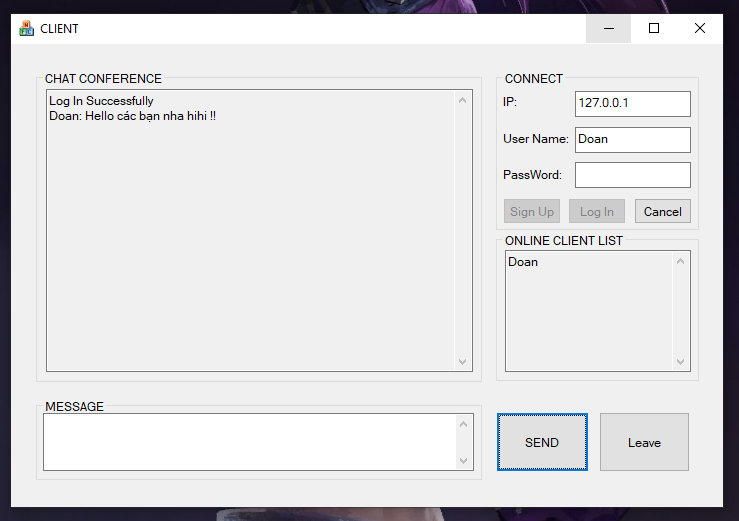 CLIENT
CHAT CONFERENCE
Log In Successfully
Doan: Hello các bạn nha hihi !!
CONNECT
IP: 127.0.0.1
User Name: Doan
PassWord:
Sign Up Log In Cancel
ONLINE CLIENT LIST
Doan
MESSAGE
SEND Leave